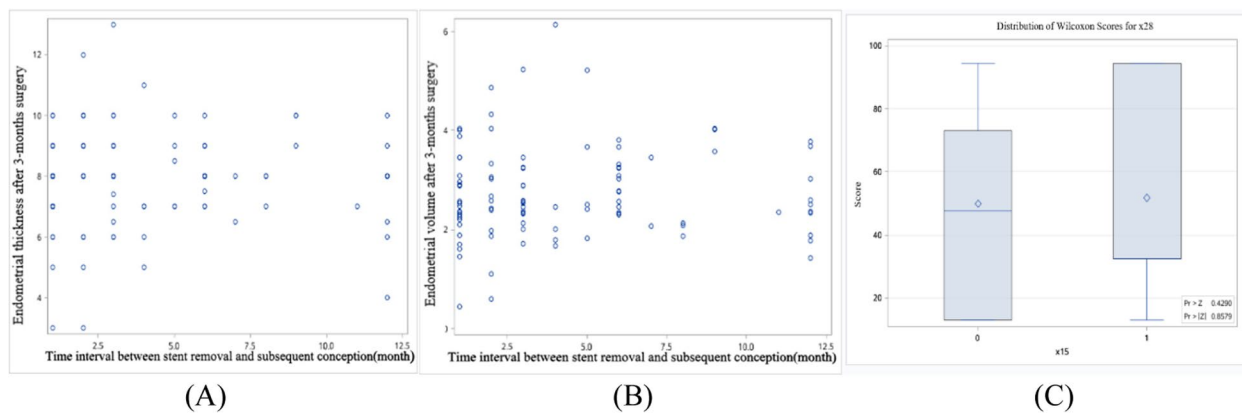 Endometrial thickness after 3-months surgery
12
10
8
6
4
2.5 5.0 7.5 10.0 12.5
Time interval between stent removal and subsequent conception(month)
(A)
Endometrial volume after 3-months surgery
6
4
2
0
2.5 5.0 7.5 10.0 12.5
Time interval between stent removal and subsequent conception(month)
(B)
Distribution of Wilcoxon Scores for x28
Score
100
80
60
40
20
Pr > Z 0.4290
Pr > |Z| 0.8579
0 1
x15
(C)